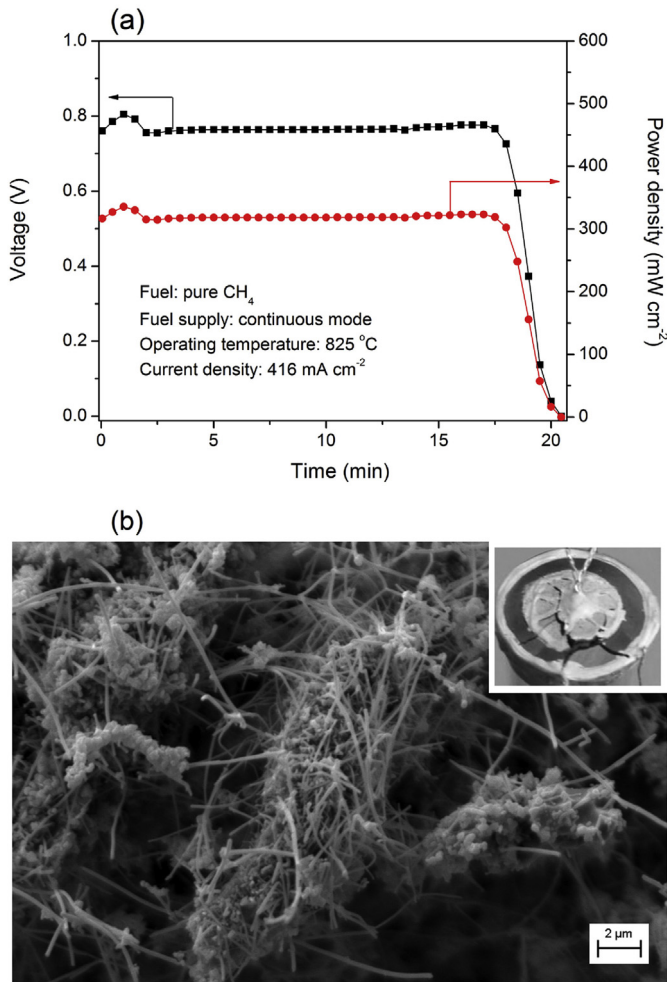 (a)
1.0
0.8
0.6
0.4
0.2
0.0
Voltage (V)
600
500
400
300
200
100
0
Power density (mW cm⁻²)
Fuel: pure CH₄
Fuel supply: continuous mode
Operating temperature: 825 °C
Current density: 416 mA cm⁻²
0 5 10 15 20
Time (min)
(b)
2 µm